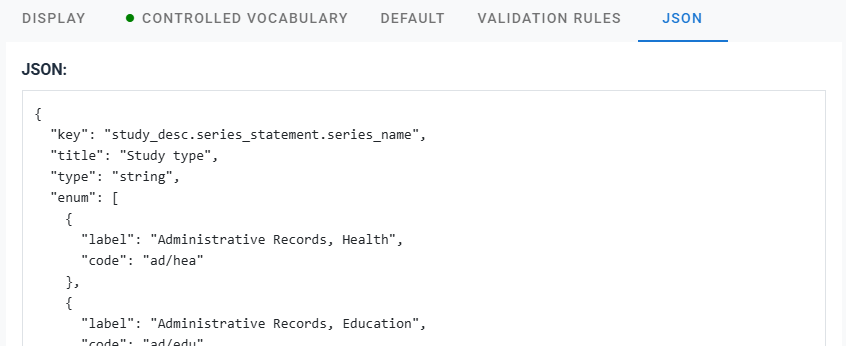 DISPLAY CONTROLLED VOCABULARY DEFAULT VALIDATION RULES JSON
JSON:
{
"key": "study_desc.series_statement.series_name",
"title": "Study type",
"type": "string",
"enum": [
{
"label": "Administrative Records, Health",
"code": "ad/hea"
},
{
"label": "Administrative Records, Education",
"code": "ad/edu"